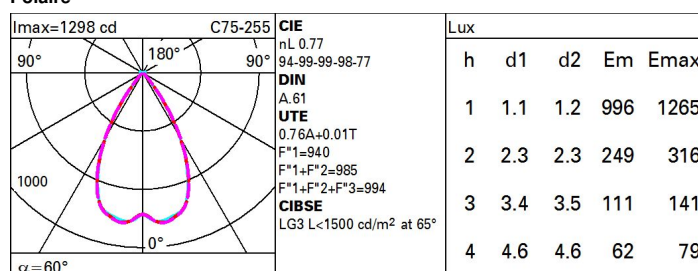 Polaire
Imax=1298 cd C75-255
90° 180° 90°
1000
0°
α=60°
CIE
nL 0.77
94-99-99-98-77
DIN
A.61
UTE
0.76A+0.01T
F"1=940
F"1+F"2=985
F"1+F"2+F"3=994
CIBSE
LG3 L<1500 cd/m² at 65°
Lux
h d1 d2 Em Emax
1 1.1 1.2 996 1265
2 2.3 2.3 249 316
3 3.4 3.5 111 141
4 4.6 4.6 62 79